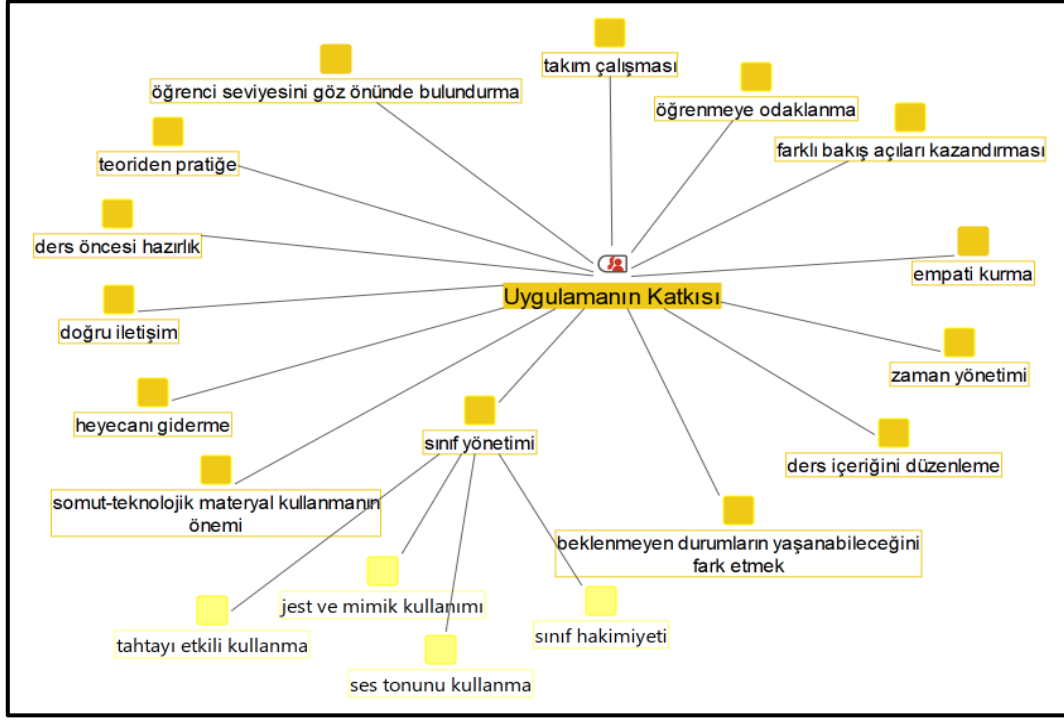 takım çalışması
öğrenci seviyesini göz önünde bulundurma
öğrenmeye odaklanma
farklı bakış açıları kazandırması
teoriden pratiğe
ders öncesi hazırlık
empati kurma
Uygulamanın Katkısı
doğru iletişim
zaman yönetimi
heyecanı giderme
sınıf yönetimi
ders içeriğini düzenleme
somut-teknolojik materyal kullanmanın
önemi
beklenmeyen durumların yaşanabileceğini
fark etmek
jest ve mimik kullanımı
sınıf hakimiyeti
tahtayı etkili kullanma
ses tonunu kullanma